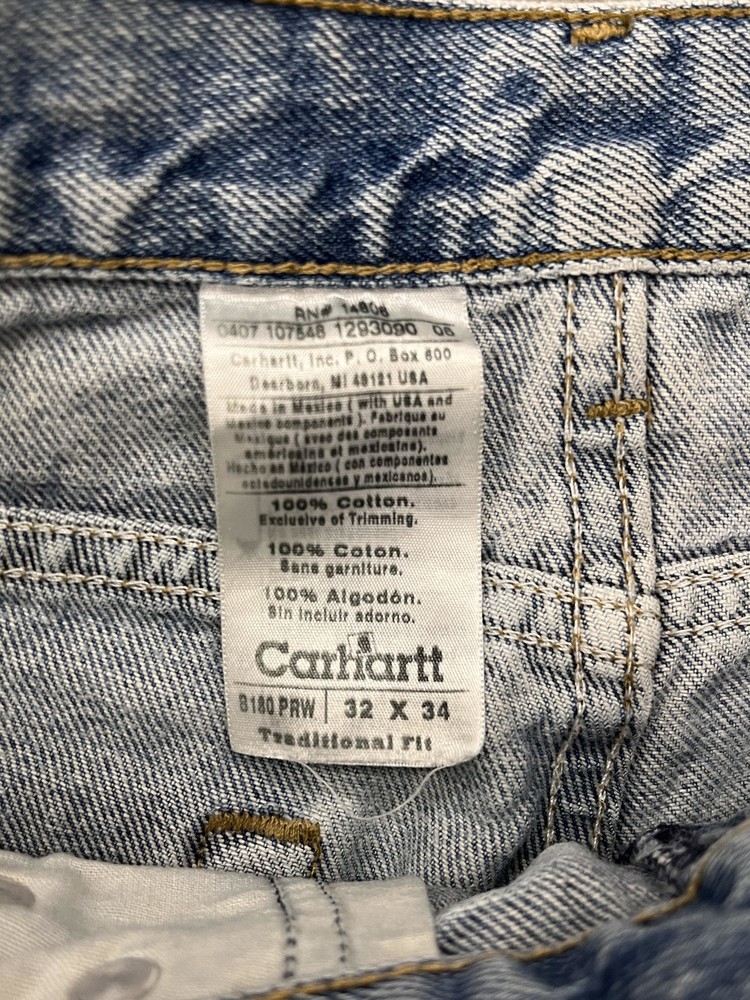 RN# 14806
0407 107548 1293090 06
Carhartt, Inc. P. O. Box 600
Dearborn, MI 48121 USA
Made in Mexico ( with USA and
Mexico components ). Fabriqué au
Mexique ( avec des composants
américains et mexicains).
Hecho en México ( con componentes
estadounidenses y mexicanos).
100% Cotton.
Exclusive of Trimming.
100% Coton.
Sans garniture.
100% Algodón.
Sin incluir adorno.
Carhartt
B180 PRW 32 X 34
Traditional Fit